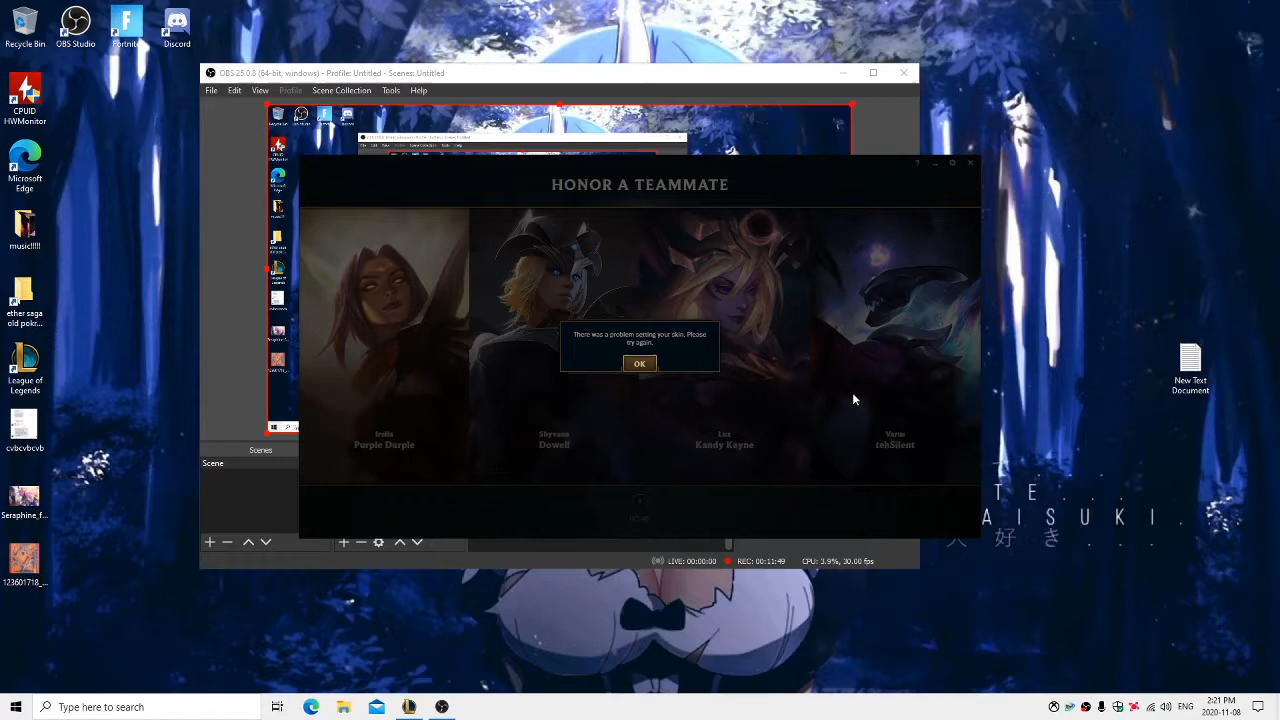 Recycle Bin
OBS Studio
Fortnite
Discord
CPUID
HWMonitor
Microsoft
Edge
music!!!!!
ether saga
old pokr...
League of
Legends
Seraphine_f...
123601718_...
OBS 25.0.8 (64-bit, windows) - Profile: Untitled - Scenes: Untitled
File Edit View Profile Scene Collection Tools Help
HONOR A TEAMMATE
There was a problem setting your skin. Please
try again.
OK
Irelia
Purple Durple
Shyvana
Dowell
Lux
Kandy Kayne
Varus
tehSilent
Scenes
Scene
LIVE: 00:00:00
REC: 00:11:49
CPU: 3.9%, 30.00 fps
New Text
Document
TE...
AISUKI.
好き...
Type here to search
ENG
2:21 PM
2020-11-08